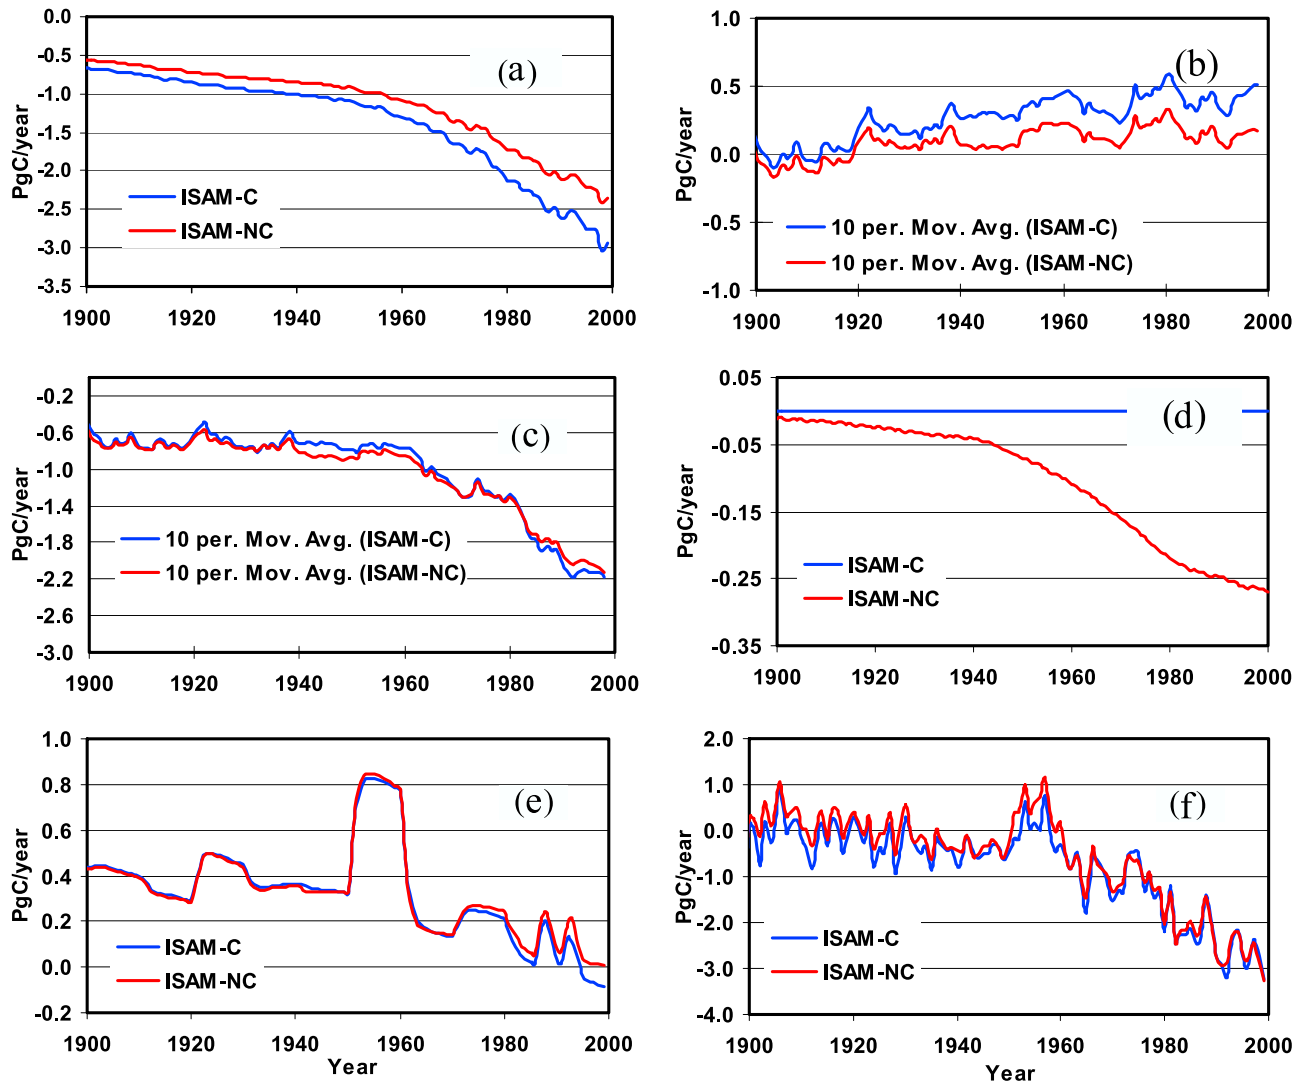 (a)
PgC/year
0.0
-0.5
-1.0
-1.5
-2.0
-2.5
-3.0
-3.5
ISAM-C
ISAM-NC
1900 1920 1940 1960 1980 2000
(b)
PgC/year
1.0
0.5
0.0
0.5
1.0
10 per. Mov. Avg. (ISAM-C)
10 per. Mov. Avg. (ISAM-NC)
1900 1920 1940 1960 1980 2000
(c)
PgC/year
-0.2
-0.6
-1.0
-1.4
-1.8
-2.2
-2.6
-3.0
10 per. Mov. Avg. (ISAM-C)
10 per. Mov. Avg. (ISAM-NC)
1900 1920 1940 1960 1980 2000
(d)
PgC/year
0.05
-0.05
-0.15
-0.25
-0.35
ISAM-C
ISAM-NC
1900 1920 1940 1960 1980 2000
(e)
PgC/year
1.0
0.8
0.6
0.4
0.2
0.0
-0.2
ISAM-C
ISAM-NC
1900 1920 1940 1960 1980 2000
Year
(f)
PgC/year
2.0
1.0
0.0
-1.0
-2.0
-3.0
-4.0
ISAM-C
ISAM-NC
1900 1920 1940 1960 1980 2000
Year